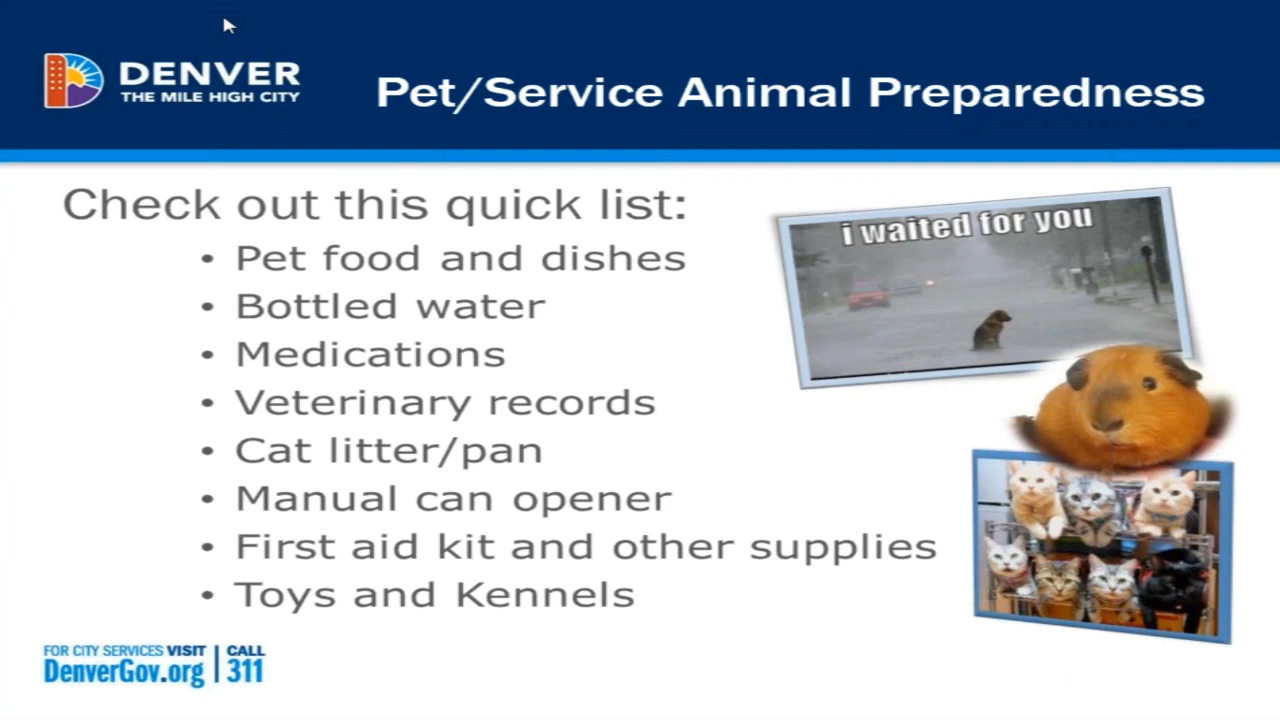 DENVER
THE MILE HIGH CITY
Pet/Service Animal Preparedness
Check out this quick list:
• Pet food and dishes
• Bottled water
• Medications
• Veterinary records
• Cat litter/pan
• Manual can opener
• First aid kit and other supplies
• Toys and Kennels
i waited for you
FOR CITY SERVICES VISIT | CALL
DenverGov.org | 311